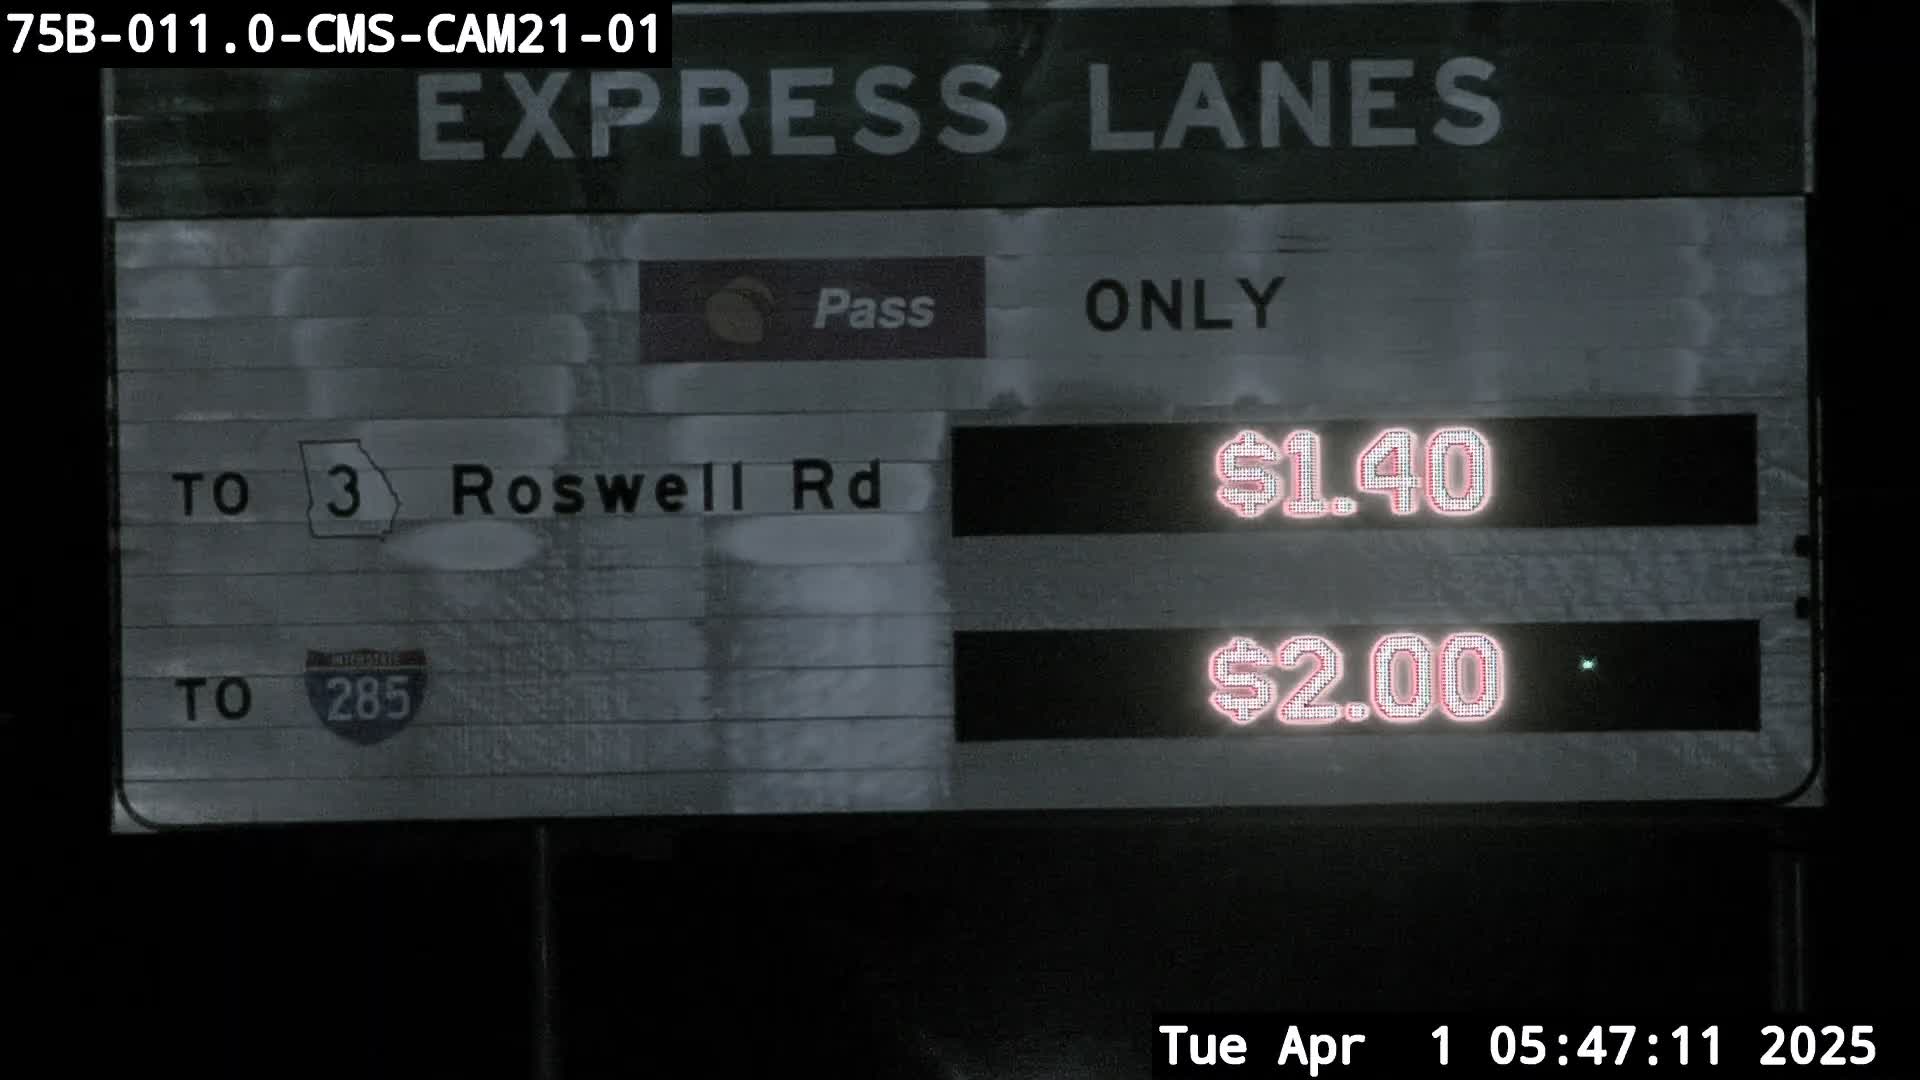 75B-011.0-CMS-CAM21-01
EXPRESS LANES
Pass ONLY
TO 3 Roswell Rd $1.40
TO INTERSTATE 285 $2.00
Tue Apr 1 05:47:11 2025